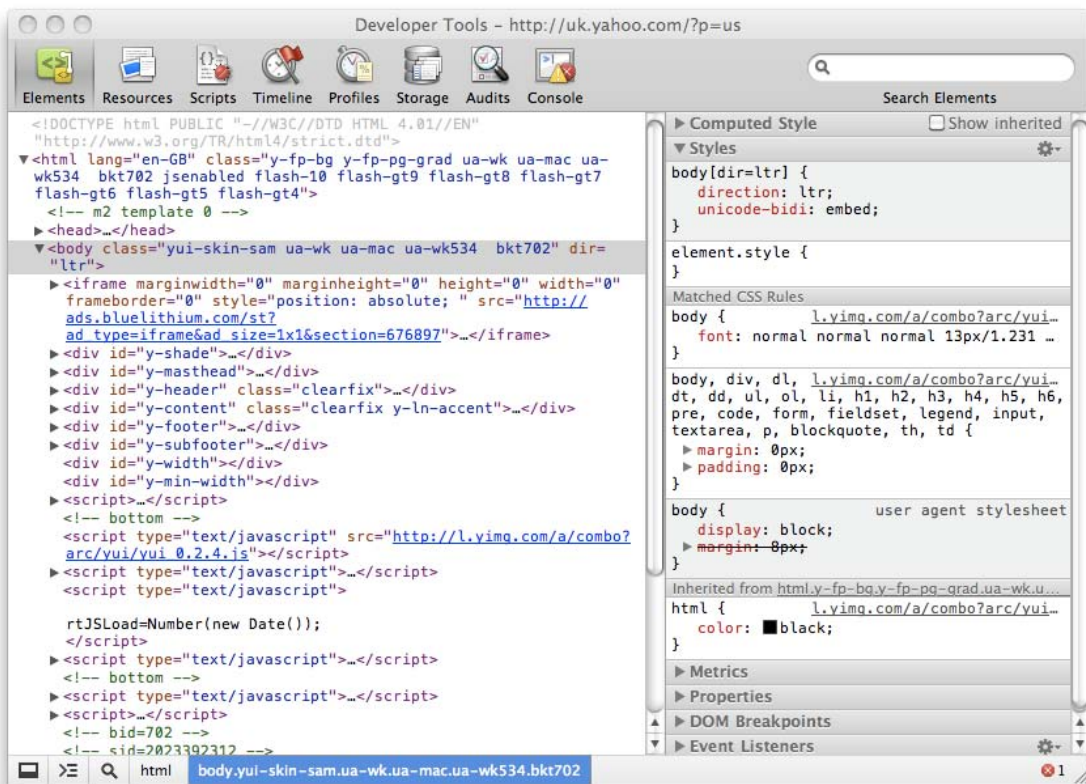 Developer Tools – http://uk.yahoo.com/?p=us
Elements Resources Scripts Timeline Profiles Storage Audits Console
Search Elements
<!DOCTYPE html PUBLIC "-//W3C//DTD HTML 4.01//EN"
"http://www.w3.org/TR/html4/strict.dtd">
▼<html lang="en-GB" class="y-fp-bg y-fp-pg-grad ua-wk ua-mac ua-
wk534  bkt702 jsenabled flash-10 flash-gt9 flash-gt8 flash-gt7
flash-gt6 flash-gt5 flash-gt4">
<!-- m2 template 0 -->
▶<head>…</head>
▼<body class="yui-skin-sam ua-wk ua-mac ua-wk534  bkt702" dir=
"ltr">
▶<iframe marginwidth="0" marginheight="0" height="0" width="0"
frameborder="0" style="position: absolute; " src="http://
ads.bluelithium.com/st?
ad_type=iframe&ad_size=1x1&section=676897">…</iframe>
▶<div id="y-shade">…</div>
▶<div id="y-masthead">…</div>
▶<div id="y-header" class="clearfix">…</div>
▶<div id="y-content" class="clearfix y-ln-accent">…</div>
▶<div id="y-footer">…</div>
▶<div id="y-subfooter">…</div>
<div id="y-width"></div>
<div id="y-min-width"></div>
▶<script>…</script>
<!-- bottom -->
<script type="text/javascript" src="http://l.yimg.com/a/combo?
arc/yui/yui_0.2.4.js"></script>
▶<script type="text/javascript">…</script>
<script type="text/javascript">
rtJSLoad=Number(new Date());
</script>
▶<script type="text/javascript">…</script>
<!-- bottom -->
▶<script type="text/javascript">…</script>
▶<script>…</script>
<!-- bid=702 -->
<!-- sid=2023392312 -->
▶ Computed Style Show inherited
▼ Styles
body[dir=ltr] {
direction: ltr;
unicode-bidi: embed;
}
element.style {
}
Matched CSS Rules
body { l.yimg.com/a/combo?arc/yui…
font: normal normal normal 13px/1.231 …
}
body, div, dl, l.yimg.com/a/combo?arc/yui…
dt, dd, ul, ol, li, h1, h2, h3, h4, h5, h6,
pre, code, form, fieldset, legend, input,
textarea, p, blockquote, th, td {
▶ margin: 0px;
▶ padding: 0px;
}
body { user agent stylesheet
display: block;
▶ margin: 8px;
}
Inherited from html.y-fp-bg.y-fp-pg-grad.ua-wk.u…
html { l.yimg.com/a/combo?arc/yui…
color: black;
}
▶ Metrics
▶ Properties
▶ DOM Breakpoints
▶ Event Listeners
html body.yui-skin-sam.ua-wk.ua-mac.ua-wk534.bkt702 1